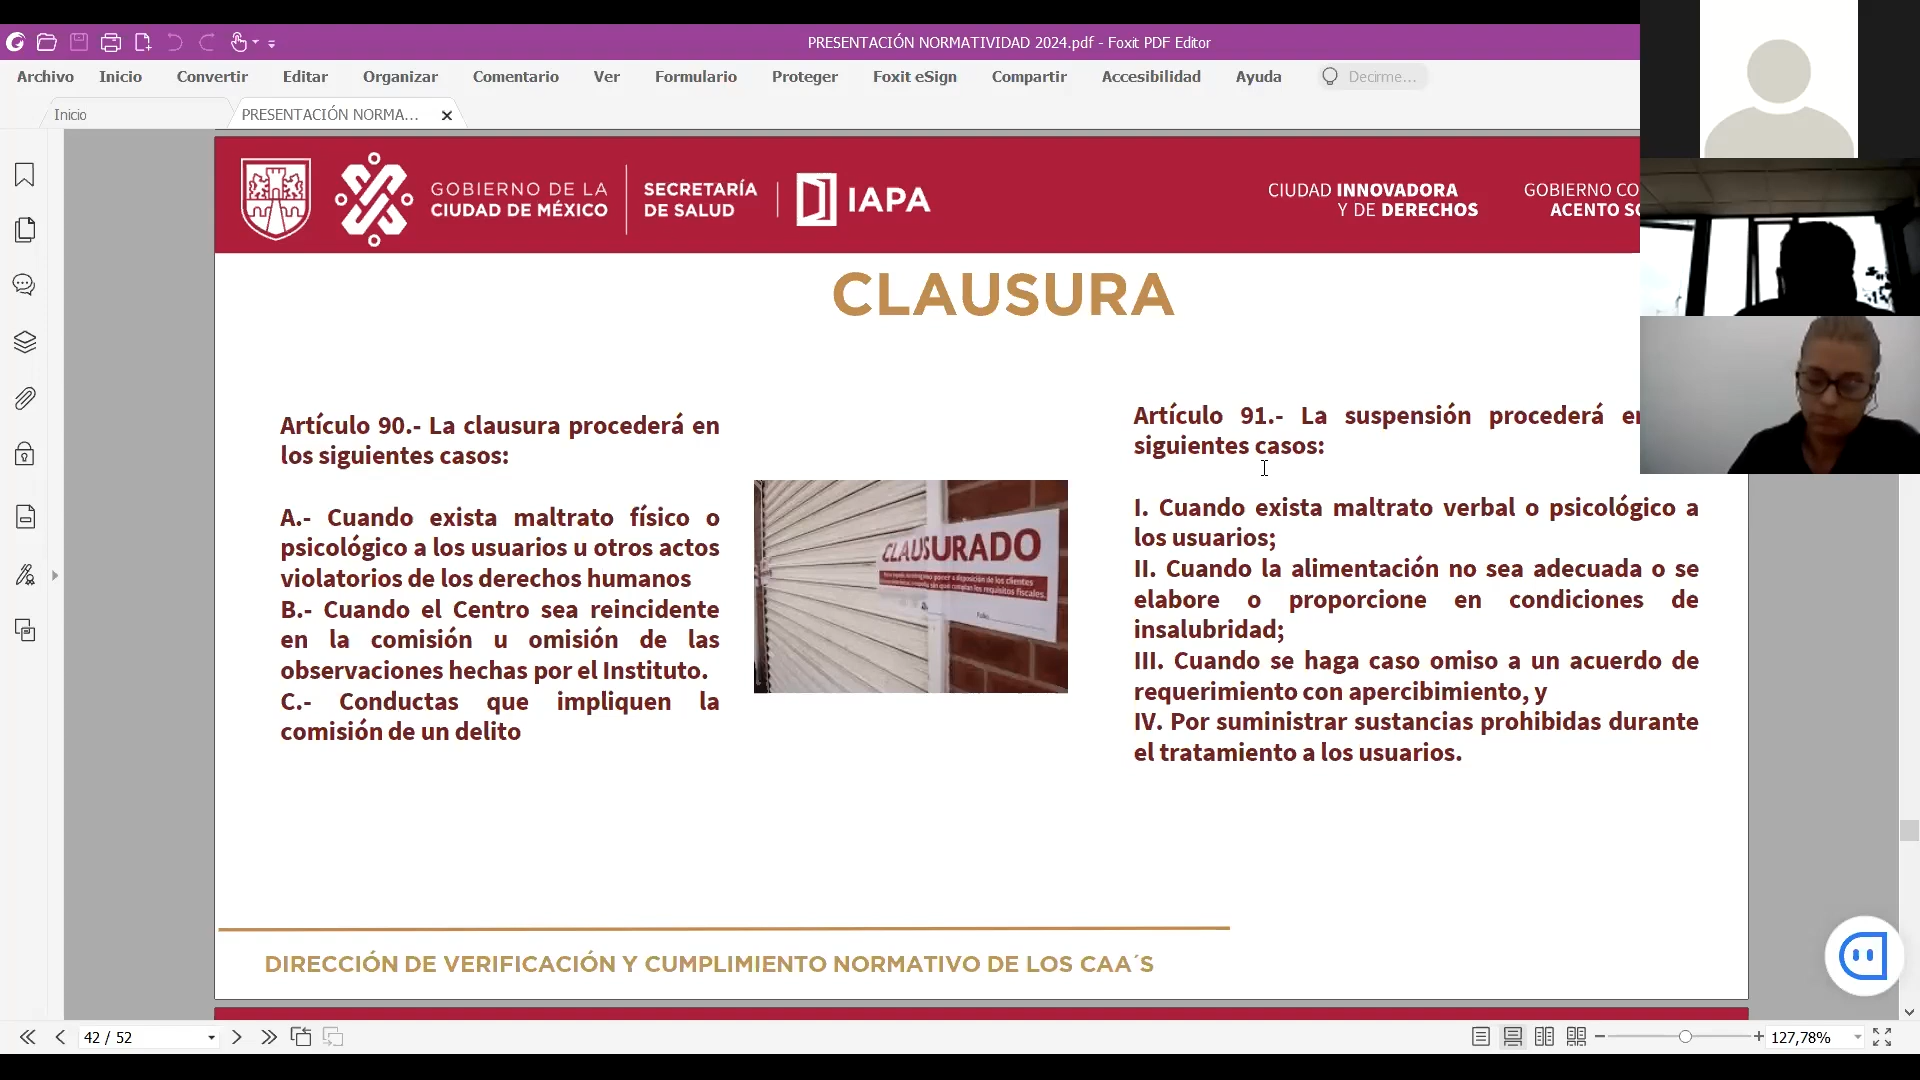 PRESENTACIÓN NORMATIVIDAD 2024.pdf - Foxit PDF Editor
Archivo Inicio Convertir Editar Organizar Comentario Ver Formulario Proteger Foxit eSign Compartir Accesibilidad Ayuda Decirme...
Inicio PRESENTACIÓN NORMA...
GOBIERNO DE LA
CIUDAD DE MÉXICO
SECRETARÍA
DE SALUD
IAPA
CIUDAD INNOVADORA
Y DE DERECHOS
GOBIERNO CO
ACENTO SO
CLAUSURA
Artículo 90.- La clausura procederá en
los siguientes casos:
A.- Cuando exista maltrato físico o
psicológico a los usuarios u otros actos
violatorios de los derechos humanos
B.- Cuando el Centro sea reincidente
en la comisión u omisión de las
observaciones hechas por el Instituto.
C.- Conductas que impliquen la
comisión de un delito
CLAUSURADO
Artículo 91.- La suspensión procederá en
siguientes casos:
I. Cuando exista maltrato verbal o psicológico a
los usuarios;
II. Cuando la alimentación no sea adecuada o se
elabore o proporcione en condiciones de
insalubridad;
III. Cuando se haga caso omiso a un acuerdo de
requerimiento con apercibimiento, y
IV. Por suministrar sustancias prohibidas durante
el tratamiento a los usuarios.
DIRECCIÓN DE VERIFICACIÓN Y CUMPLIMIENTO NORMATIVO DE LOS CAA´S
42 / 52
127,78%